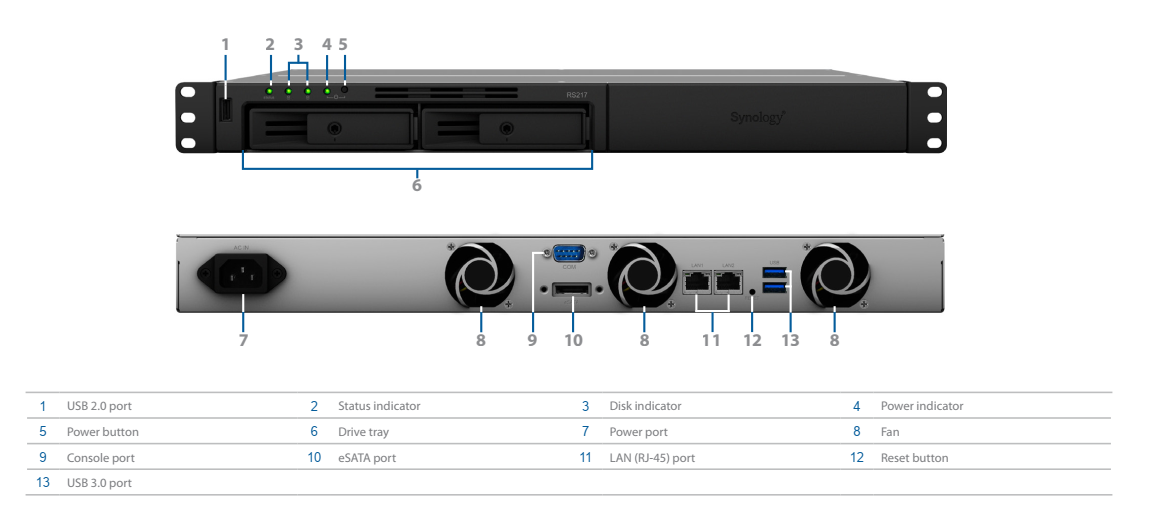 1 2 3 4 5
RS217
Synology
6
AC IN
COM
LAN1 LAN2
USB
7 8 9 10 8 11 12 13 8
1 USB 2.0 port 2 Status indicator 3 Disk indicator 4 Power indicator
5 Power button 6 Drive tray 7 Power port 8 Fan
9 Console port 10 eSATA port 11 LAN (RJ-45) port 12 Reset button
13 USB 3.0 port